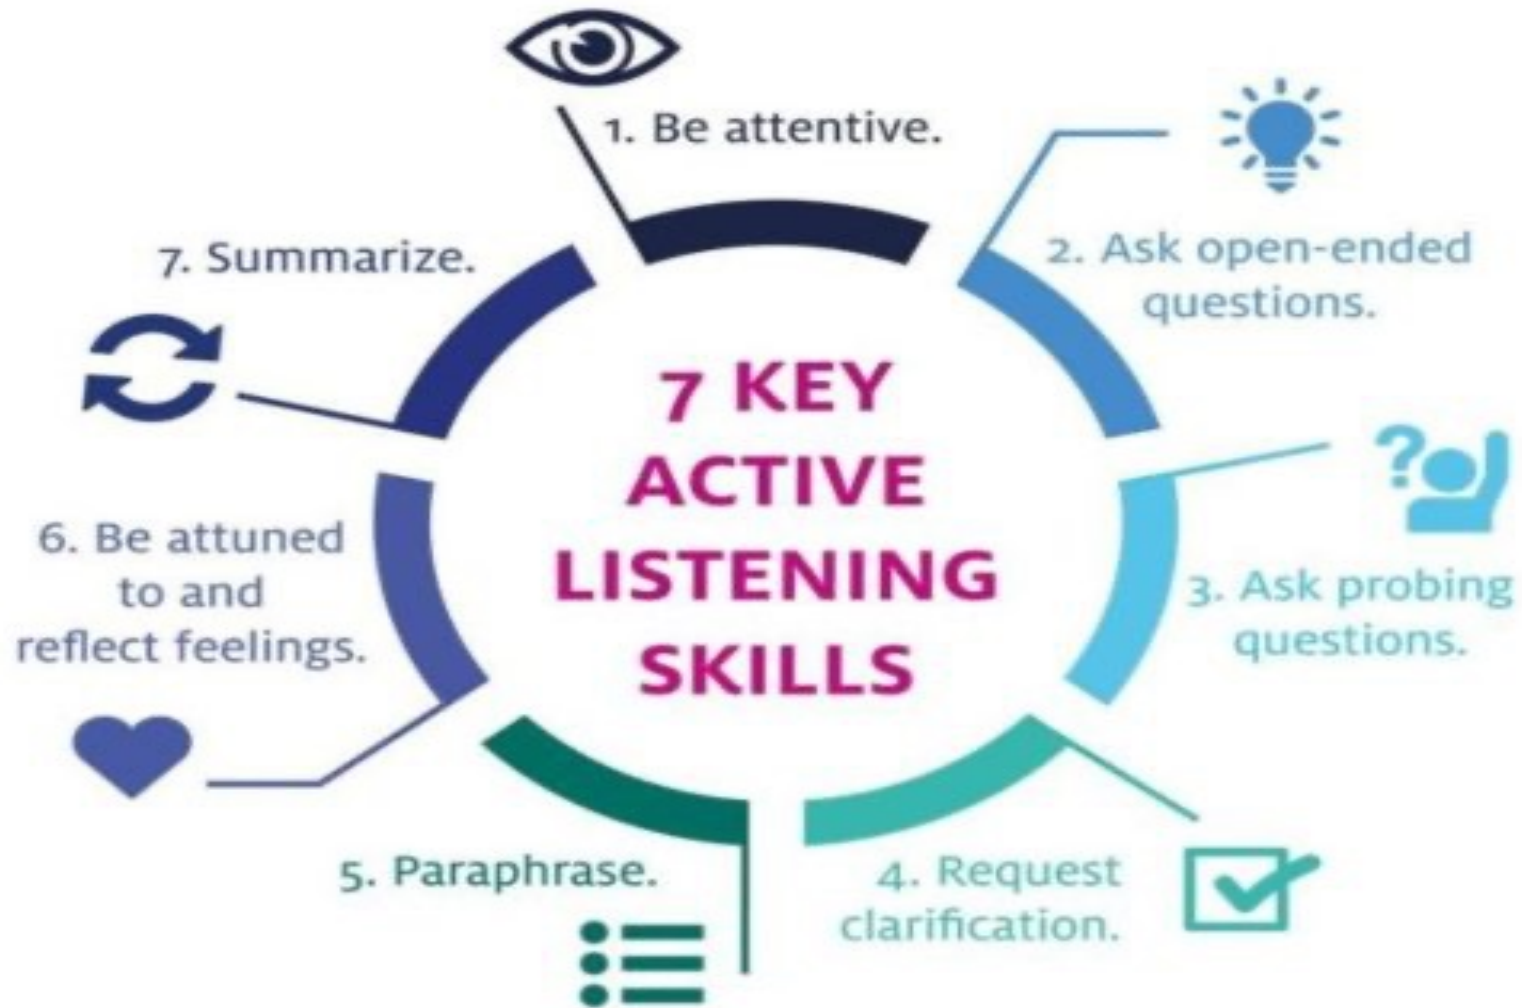 7 KEY
ACTIVE
LISTENING
SKILLS
1. Be attentive.
2. Ask open-ended
questions.
?
3. Ask probing
questions.
4. Request
clarification.
5. Paraphrase.
6. Be attuned
to and
reflect feelings.
7. Summarize.